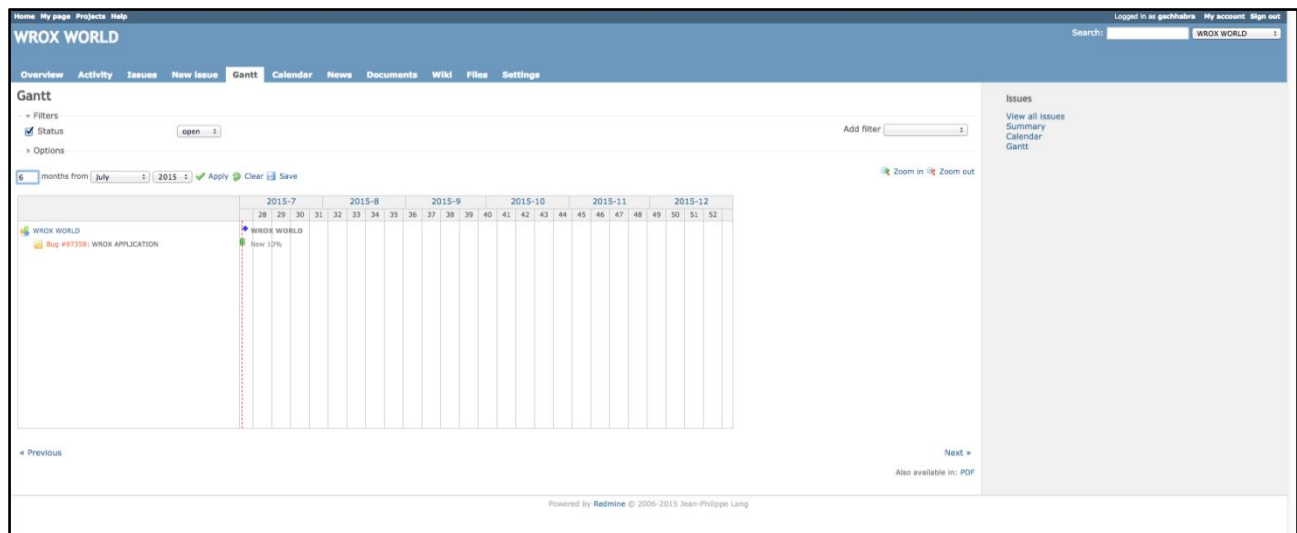 Home My page Projects Help Logged in as gschhabra My account Sign out
WROX WORLD Search: WROX WORLD
Overview Activity Issues New issue Gantt Calendar News Documents Wiki Files Settings
Gantt
Filters
Status open Add filter
Options
6 months from July 2015 Apply Clear Save Zoom in Zoom out
2015-7 2015-8 2015-9 2015-10 2015-11 2015-12
28 29 30 31 32 33 34 35 36 37 38 39 40 41 42 43 44 45 46 47 48 49 50 51 52
WROX WORLD WROX WORLD
Bug #97358: WROX APPLICATION New 10%
« Previous Next »
Also available in: PDF
Issues
View all issues
Summary
Calendar
Gantt
Powered by Redmine © 2006-2015 Jean-Philippe Lang